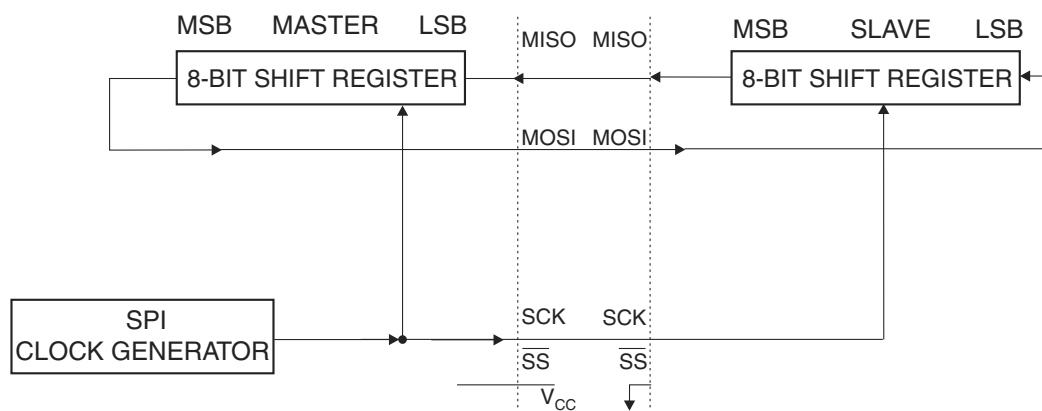 MSB MASTER LSB
8-BIT SHIFT REGISTER
MISO MISO
MSB SLAVE LSB
8-BIT SHIFT REGISTER
MOSI MOSI
SPI
CLOCK GENERATOR
SCK SCK
SS SS
VCC